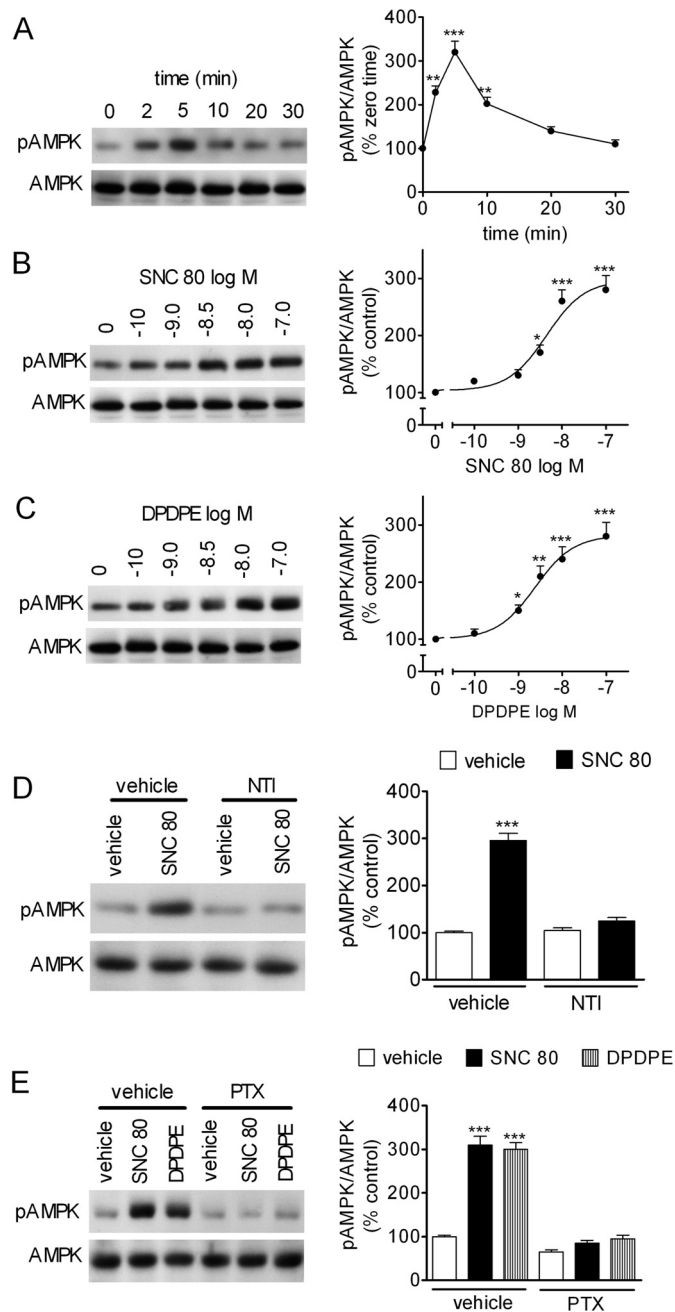 A
time (min)
0 2 5 10 20 30
pAMPK
AMPK
pAMPK/AMPK
(% zero time)
400
300
200
100
0
**
***
**
0 10 20 30
time (min)
B
SNC 80 log M
0 -10 -9.0 -8.5 -8.0 -7.0
pAMPK
AMPK
pAMPK/AMPK
(% control)
300
200
100
0
*
***
***
0 -10 -9 -8 -7
SNC 80 log M
C
DPDPE log M
0 -10 -9.0 -8.5 -8.0 -7.0
pAMPK
AMPK
pAMPK/AMPK
(% control)
300
200
100
0
*
**
***
***
0 -10 -9 -8 -7
DPDPE log M
D
vehicle NTI
vehicle SNC 80 vehicle SNC 80
pAMPK
AMPK
vehicle SNC 80
pAMPK/AMPK
(% control)
400
300
200
100
0
***
vehicle NTI
E
vehicle PTX
vehicle SNC 80 DPDPE vehicle SNC 80 DPDPE
pAMPK
AMPK
vehicle SNC 80 DPDPE
pAMPK/AMPK
(% control)
400
300
200
100
0
*** ***
vehicle PTX